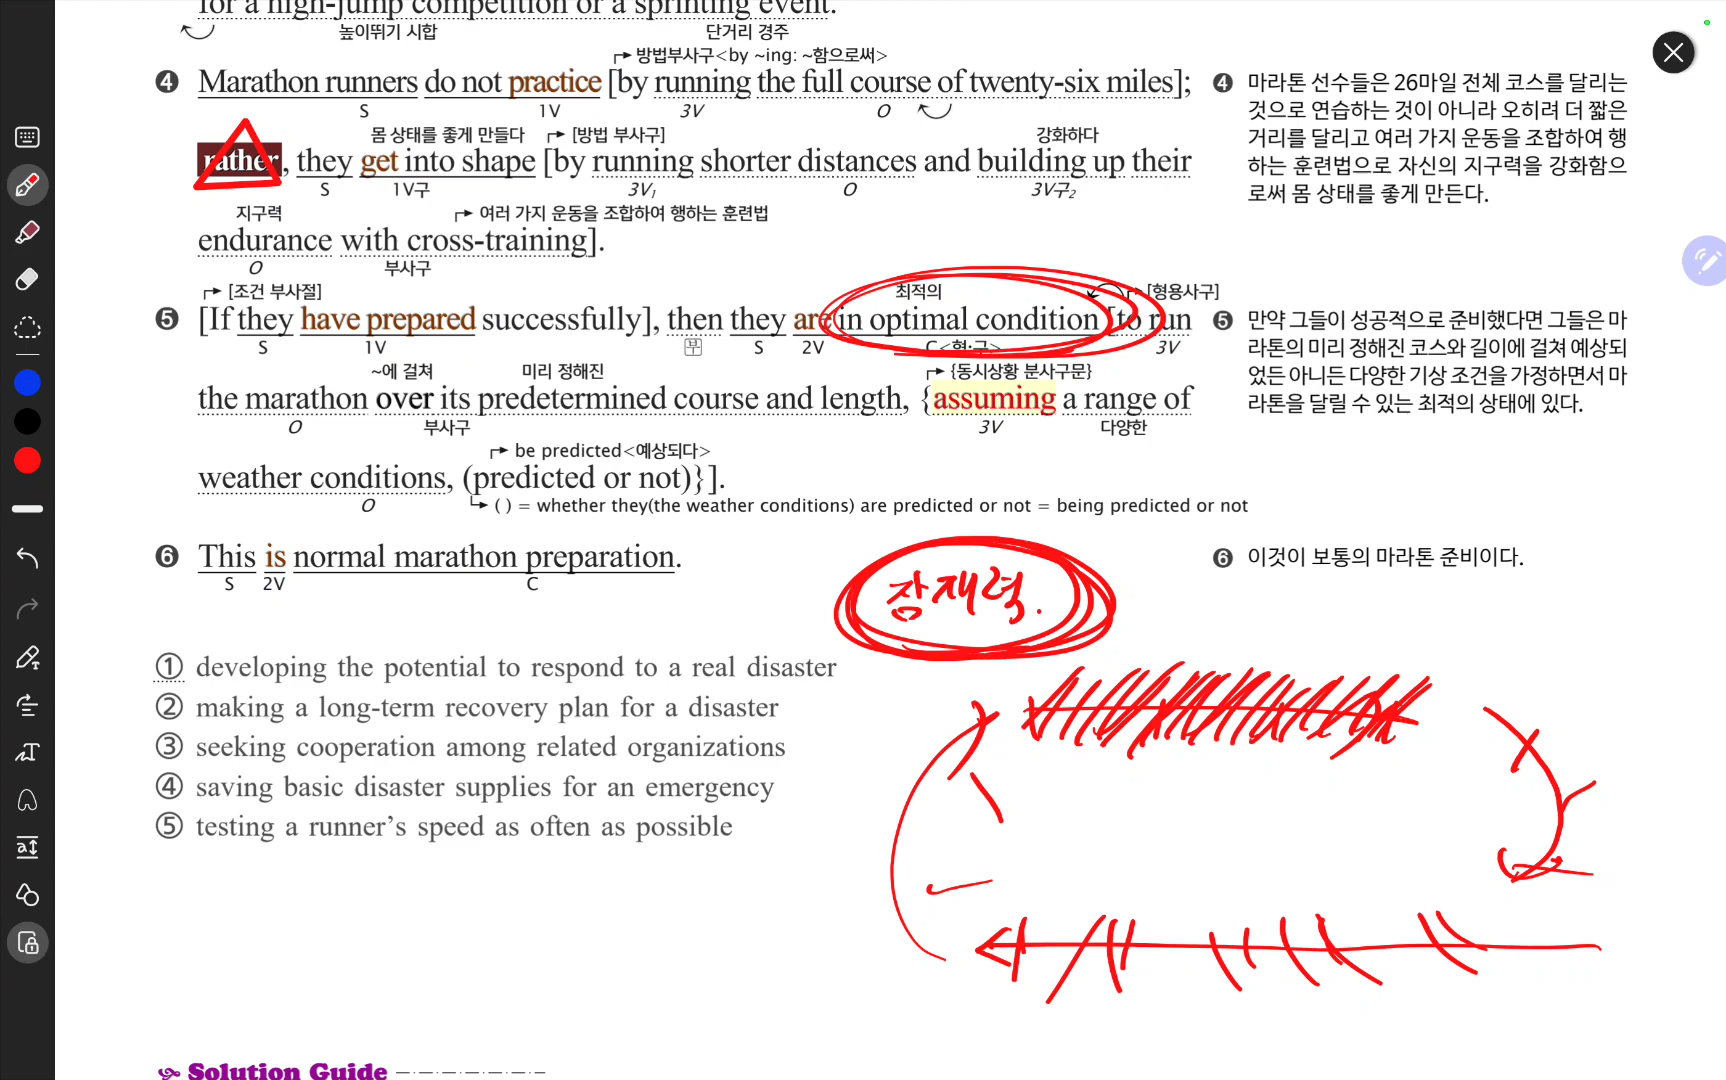 for a high-jump competition or a sprinting event.
높이뛰기 시합 단거리 경주
방법부사구<by ~ing: ~함으로써>
❹ Marathon runners do not practice [by running the full course of twenty-six miles];
S 1V 3V O
몸 상태를 좋게 만들다 [방법 부사구] 강화하다
rather, they get into shape [by running shorter distances and building up their
S 1V구 3V₁ O 3V구₂
지구력 여러 가지 운동을 조합하여 행하는 훈련법
endurance with cross-training].
O 부사구
[조건 부사절] 최적의 [형용사구]
❺ [If they have prepared successfully], then they are in optimal condition [to run
S 1V 부 S 2V C<형·구> 3V
~에 걸쳐 미리 정해진 {동시상황 분사구문}
the marathon over its predetermined course and length, {assuming a range of
O 부사구 3V 다양한
be predicted<예상되다>
weather conditions, (predicted or not)}].
O ( ) = whether they(the weather conditions) are predicted or not = being predicted or not
❻ This is normal marathon preparation.
S 2V C
잠재력.
① developing the potential to respond to a real disaster
② making a long-term recovery plan for a disaster
③ seeking cooperation among related organizations
④ saving basic disaster supplies for an emergency
⑤ testing a runner's speed as often as possible
Solution Guide
❹ 마라톤 선수들은 26마일 전체 코스를 달리는
것으로 연습하는 것이 아니라 오히려 더 짧은
거리를 달리고 여러 가지 운동을 조합하여 행
하는 훈련법으로 자신의 지구력을 강화함으
로써 몸 상태를 좋게 만든다.
❺ 만약 그들이 성공적으로 준비했다면 그들은 마
라톤의 미리 정해진 코스와 길이에 걸쳐 예상되
었든 아니든 다양한 기상 조건을 가정하면서 마
라톤을 달릴 수 있는 최적의 상태에 있다.
❻ 이것이 보통의 마라톤 준비이다.